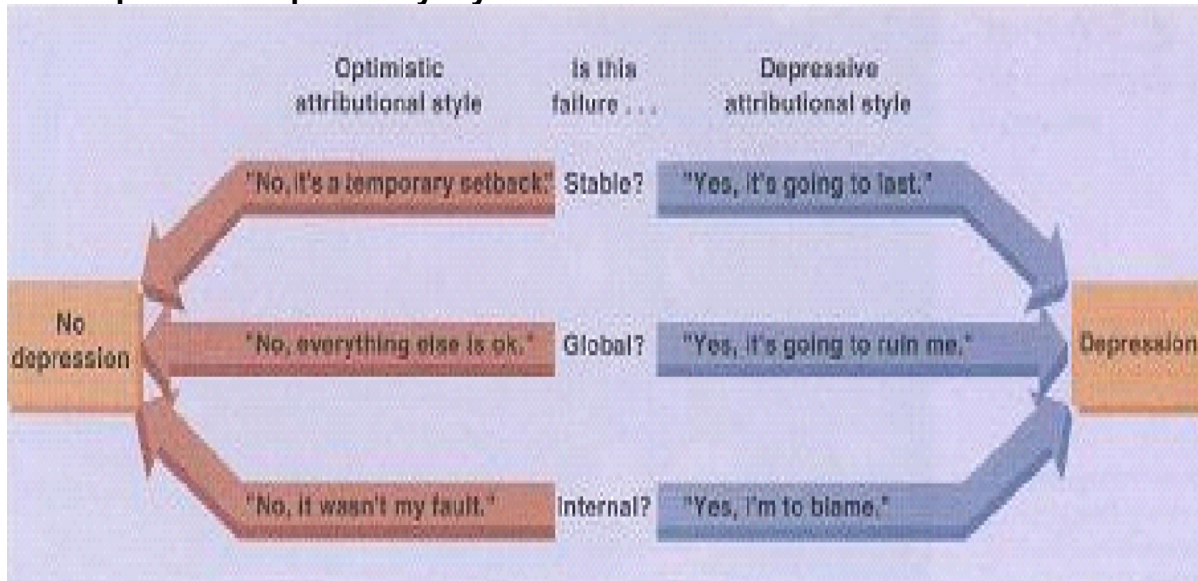 Optimistic
attributional style
Is this
failure . . .
Depressive
attributional style
"No, it's a temporary setback."
Stable?
"Yes, it's going to last."
No
depression
"No, everything else is ok."
Global?
"Yes, it's going to ruin me."
Depression
"No, it wasn't my fault."
Internal?
"Yes, I'm to blame."